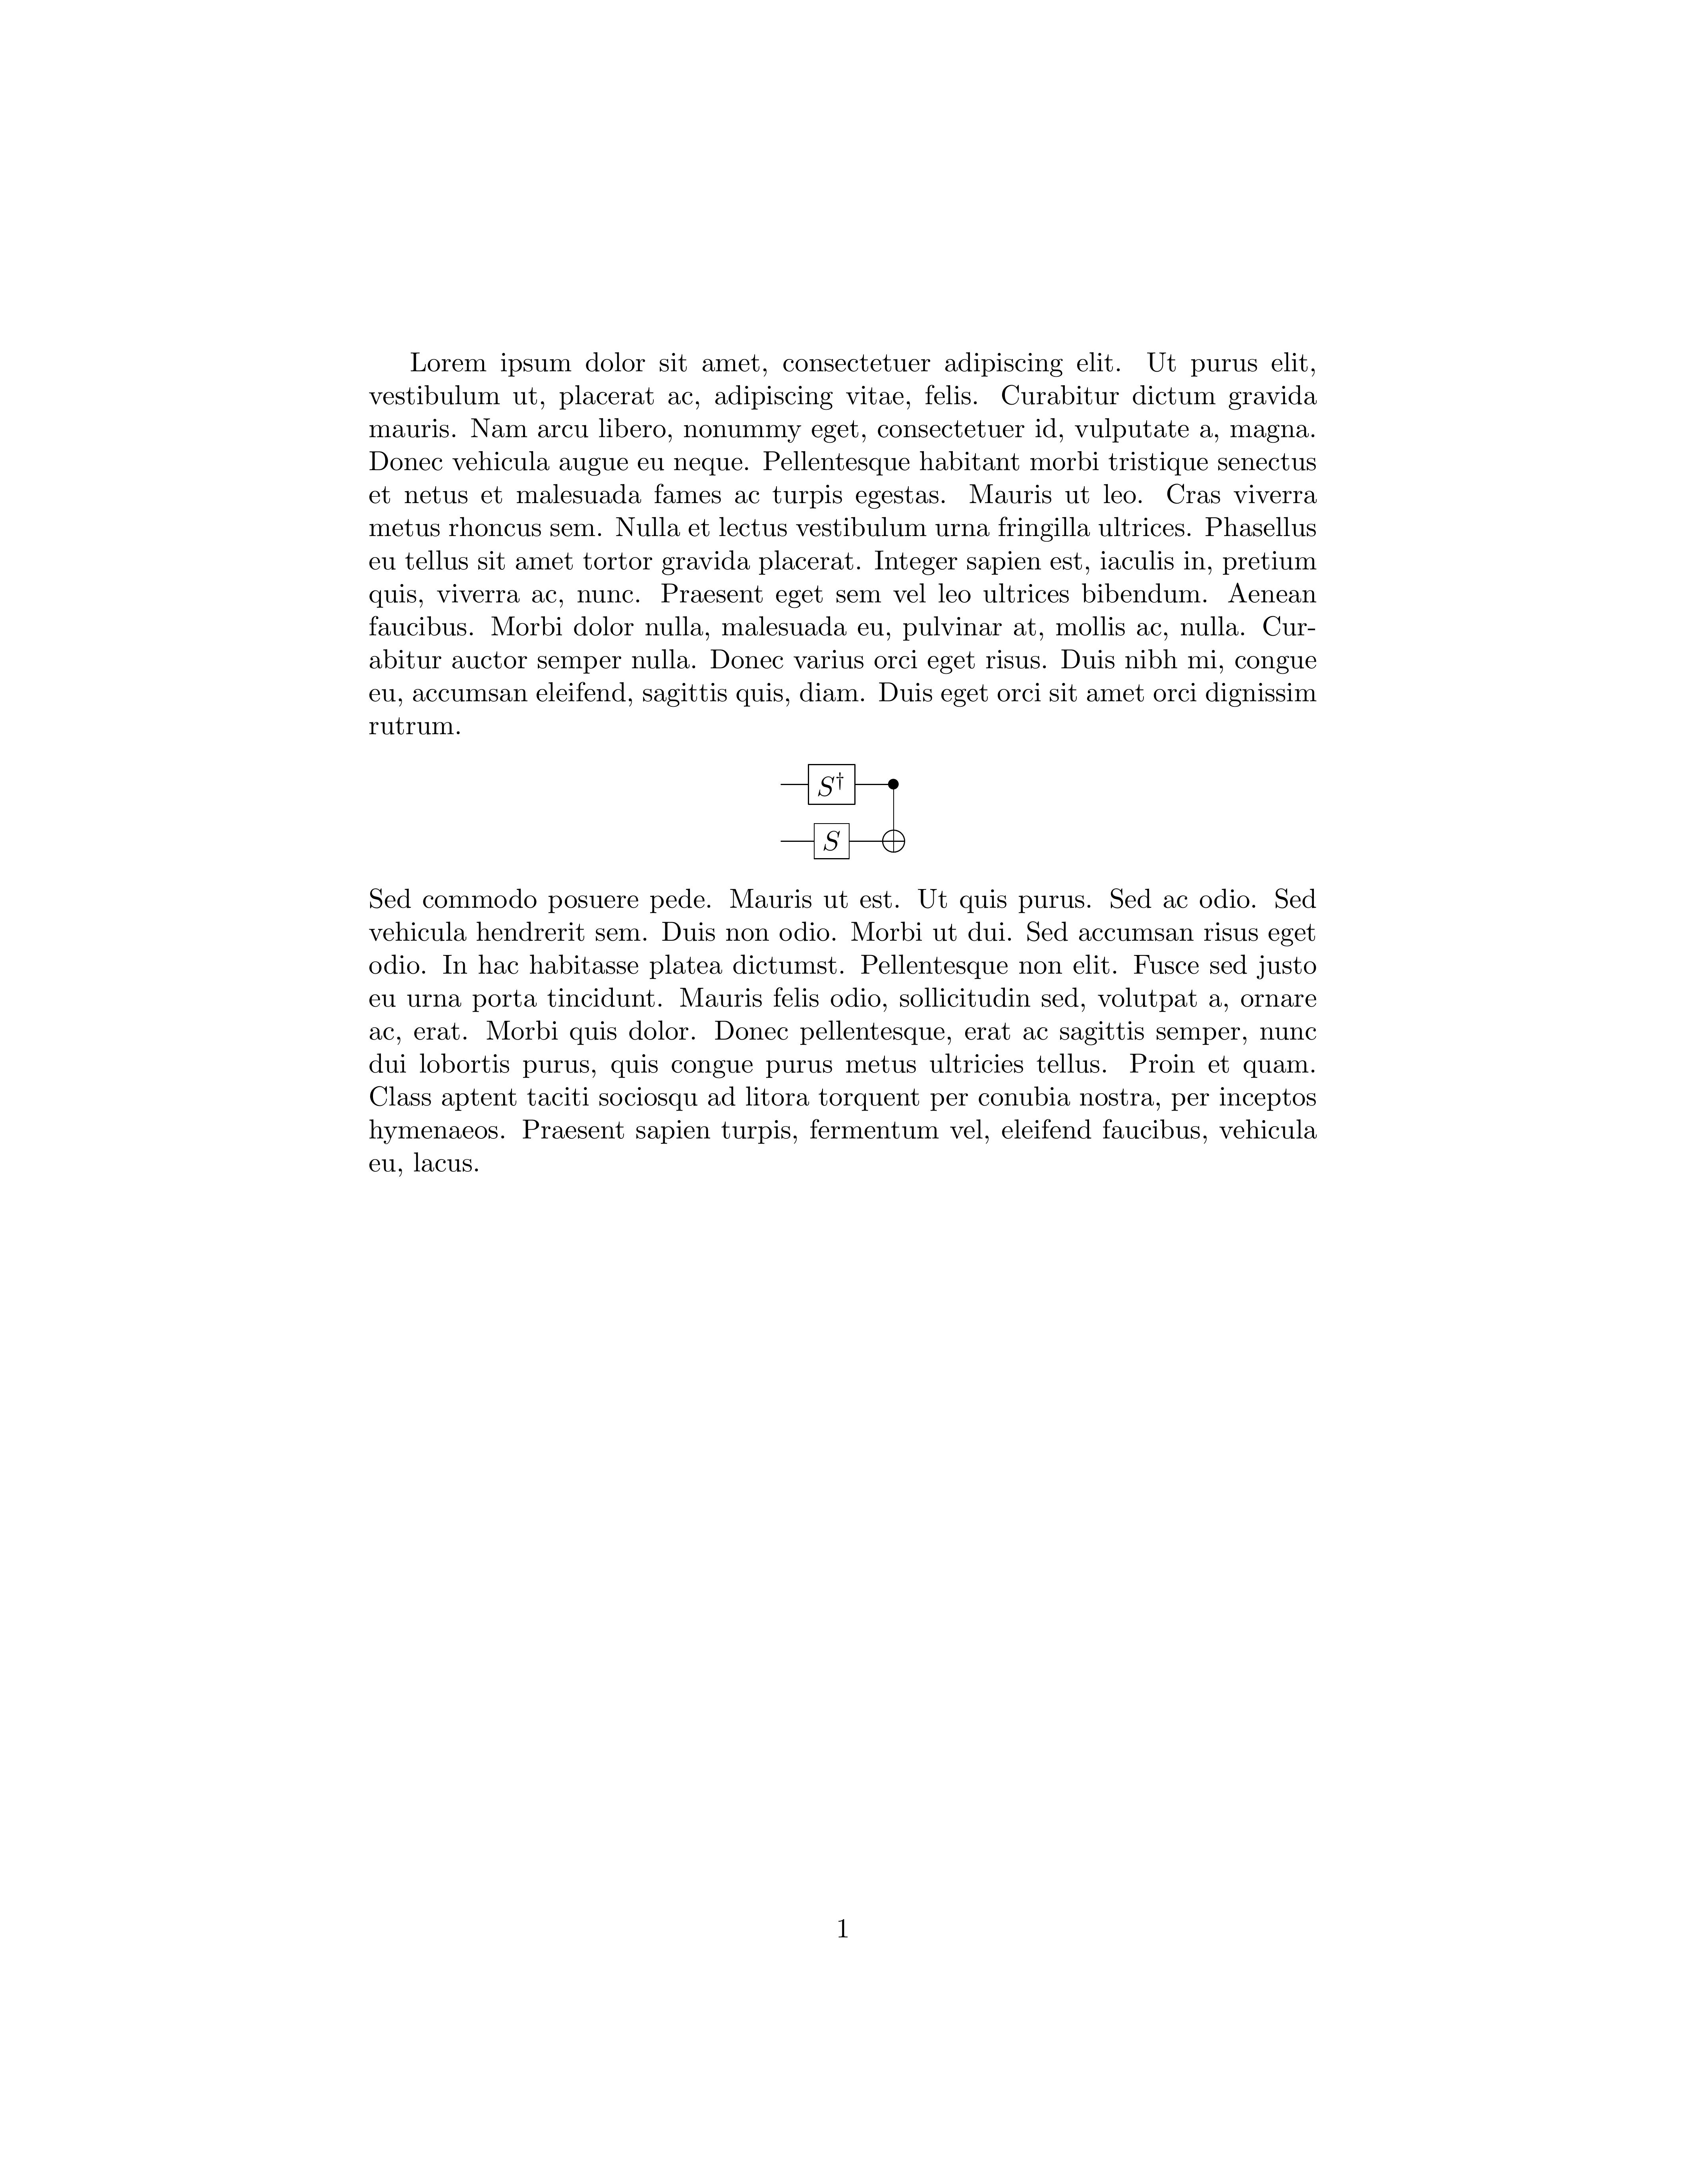 Lorem ipsum dolor sit amet, consectetuer adipiscing elit. Ut purus elit,
vestibulum ut, placerat ac, adipiscing vitae, felis. Curabitur dictum gravida
mauris. Nam arcu libero, nonummy eget, consectetuer id, vulputate a, magna.
Donec vehicula augue eu neque. Pellentesque habitant morbi tristique senectus
et netus et malesuada fames ac turpis egestas. Mauris ut leo. Cras viverra
metus rhoncus sem. Nulla et lectus vestibulum urna fringilla ultrices. Phasellus
eu tellus sit amet tortor gravida placerat. Integer sapien est, iaculis in, pretium
quis, viverra ac, nunc. Praesent eget sem vel leo ultrices bibendum. Aenean
faucibus. Morbi dolor nulla, malesuada eu, pulvinar at, mollis ac, nulla. Cur-
abitur auctor semper nulla. Donec varius orci eget risus. Duis nibh mi, congue
eu, accumsan eleifend, sagittis quis, diam. Duis eget orci sit amet orci dignissim
rutrum.
S†
S
Sed commodo posuere pede. Mauris ut est. Ut quis purus. Sed ac odio. Sed
vehicula hendrerit sem. Duis non odio. Morbi ut dui. Sed accumsan risus eget
odio. In hac habitasse platea dictumst. Pellentesque non elit. Fusce sed justo
eu urna porta tincidunt. Mauris felis odio, sollicitudin sed, volutpat a, ornare
ac, erat. Morbi quis dolor. Donec pellentesque, erat ac sagittis semper, nunc
dui lobortis purus, quis congue purus metus ultricies tellus. Proin et quam.
Class aptent taciti sociosqu ad litora torquent per conubia nostra, per inceptos
hymenaeos. Praesent sapien turpis, fermentum vel, eleifend faucibus, vehicula
eu, lacus.
1